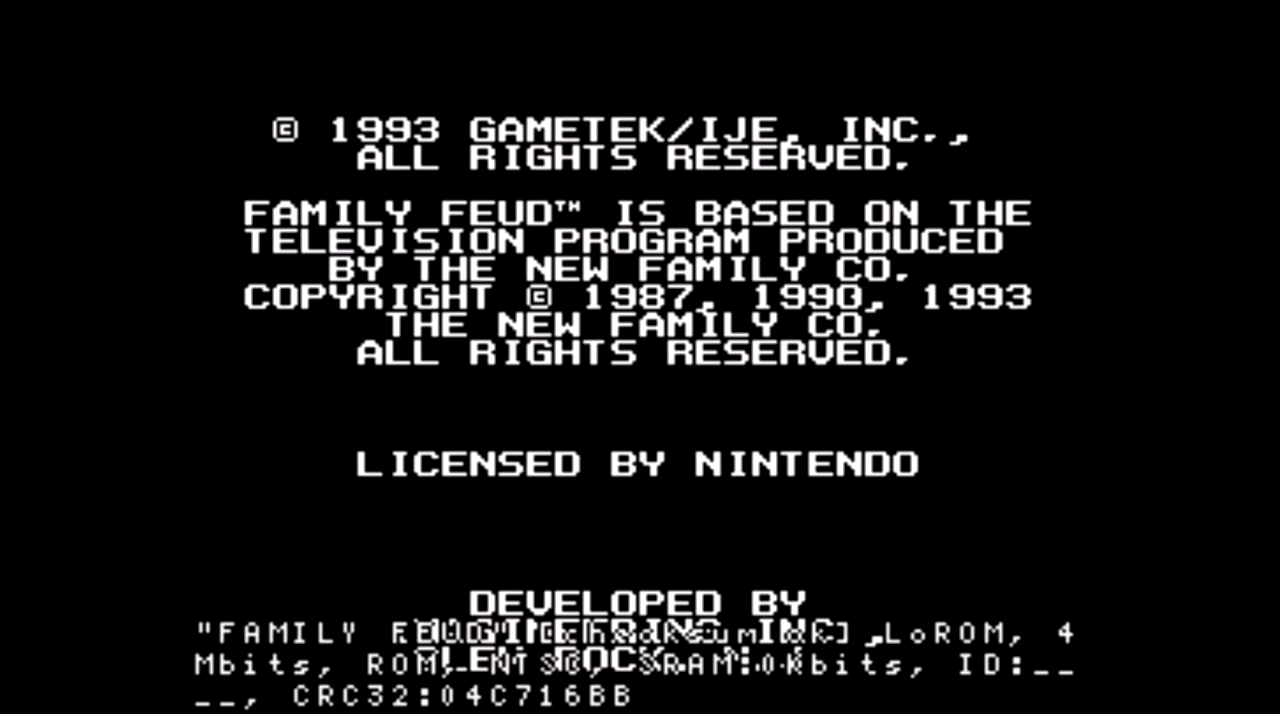 © 1993 GAMETEK/IJE, INC.,
ALL RIGHTS RESERVED.
FAMILY FEUD™ IS BASED ON THE
TELEVISION PROGRAM PRODUCED
BY THE NEW FAMILY CO.
COPYRIGHT © 1987, 1990, 1993
THE NEW FAMILY CO.
ALL RIGHTS RESERVED.
LICENSED BY NINTENDO
DEVELOPED BY
"FAMILY LoROM, 4
Mbits, ROM, Kbits, ID:__
__, CRC32:04C716BB